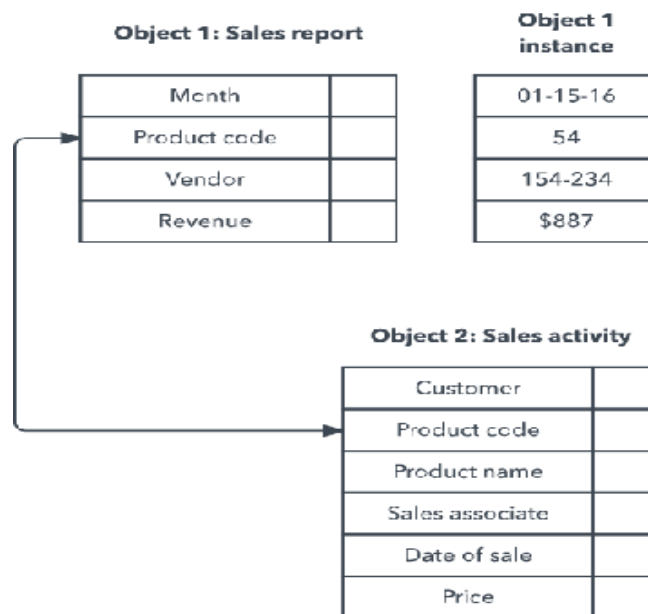 Object 1: Sales report
Object 1
instance
Month
01-15-16
Product code
54
Vendor
154-234
Revenue
$887
Object 2: Sales activity
Customer
Product code
Product name
Sales associate
Date of sale
Price